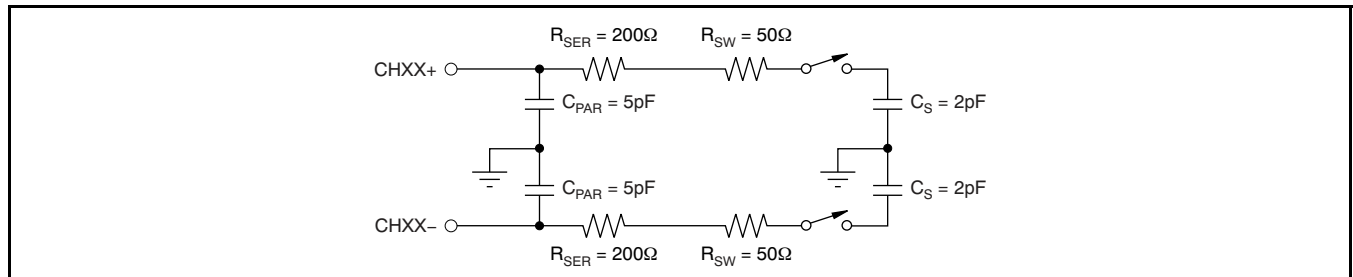 R_SER = 200Ω R_SW = 50Ω
CHXX+
C_PAR = 5pF C_S = 2pF
C_PAR = 5pF C_S = 2pF
CHXX−
R_SER = 200Ω R_SW = 50Ω